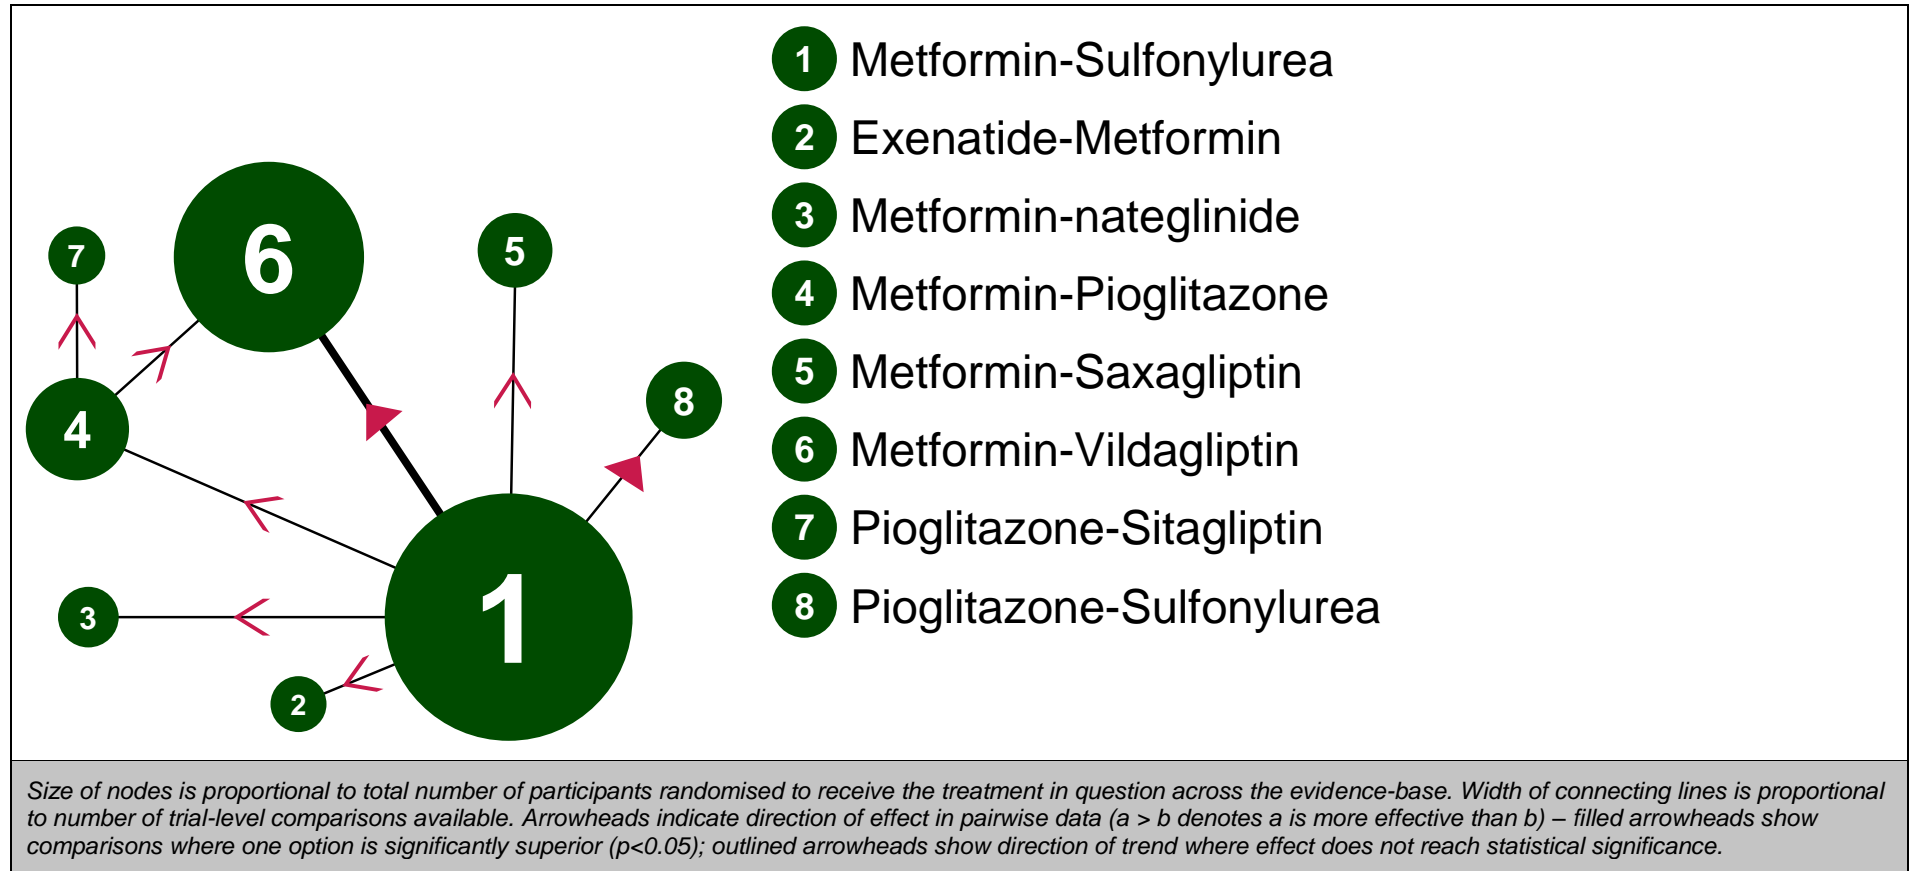 1 Metformin-Sulfonylurea
2 Exenatide-Metformin
3 Metformin-nateglinide
4 Metformin-Pioglitazone
5 Metformin-Saxagliptin
6 Metformin-Vildagliptin
7 Pioglitazone-Sitagliptin
8 Pioglitazone-Sulfonylurea
6
7
5
8
4
1
3
2
Size of nodes is proportional to total number of participants randomised to receive the treatment in question across the evidence-base. Width of connecting lines is proportional
to number of trial-level comparisons available. Arrowheads indicate direction of effect in pairwise data (a > b denotes a is more effective than b) – filled arrowheads show
comparisons where one option is significantly superior (p<0.05); outlined arrowheads show direction of trend where effect does not reach statistical significance.